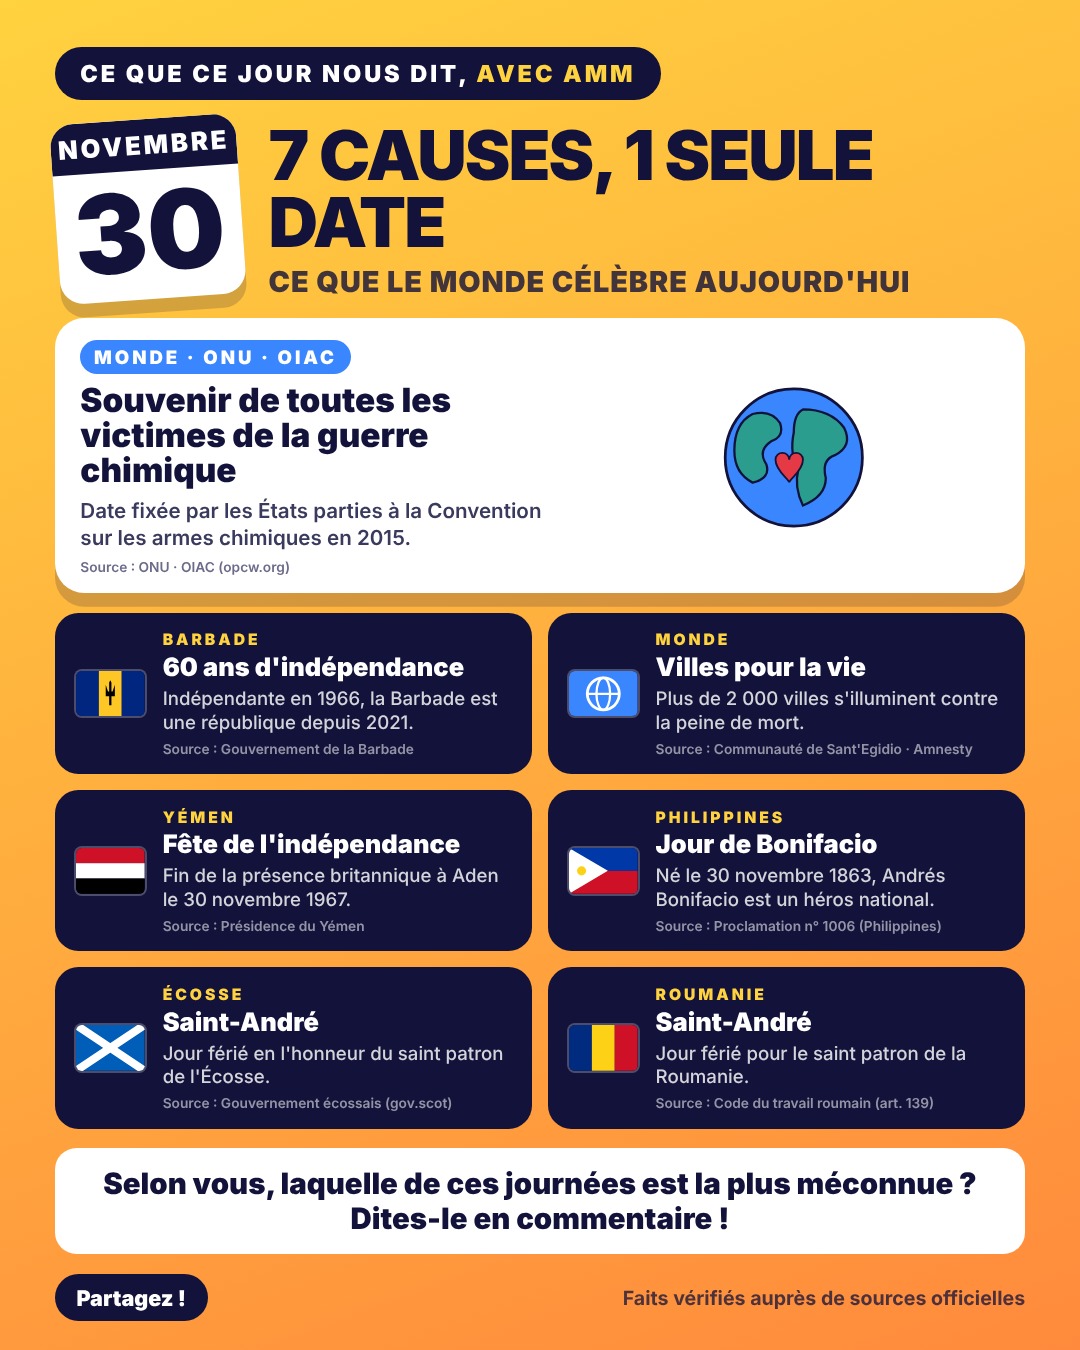 CE QUE CE JOUR NOUS DIT, AVEC AMM
NOVEMBRE
30
7 CAUSES, 1 SEULE
DATE
CE QUE LE MONDE CÉLÈBRE AUJOURD'HUI
MONDE · ONU · OIAC
Souvenir de toutes les
victimes de la guerre
chimique
Date fixée par les États parties à la Convention
sur les armes chimiques en 2015.
Source : ONU · OIAC (opcw.org)
BARBADE
60 ans d'indépendance
Indépendante en 1966, la Barbade est
une république depuis 2021.
Source : Gouvernement de la Barbade
MONDE
Villes pour la vie
Plus de 2 000 villes s'illuminent contre
la peine de mort.
Source : Communauté de Sant'Egidio · Amnesty
YÉMEN
Fête de l'indépendance
Fin de la présence britannique à Aden
le 30 novembre 1967.
Source : Présidence du Yémen
PHILIPPINES
Jour de Bonifacio
Né le 30 novembre 1863, Andrés
Bonifacio est un héros national.
Source : Proclamation n° 1006 (Philippines)
ÉCOSSE
Saint-André
Jour férié en l'honneur du saint patron
de l'Écosse.
Source : Gouvernement écossais (gov.scot)
ROUMANIE
Saint-André
Jour férié pour le saint patron de la
Roumanie.
Source : Code du travail roumain (art. 139)
Selon vous, laquelle de ces journées est la plus méconnue ?
Dites-le en commentaire !
Partagez !
Faits vérifiés auprès de sources officielles